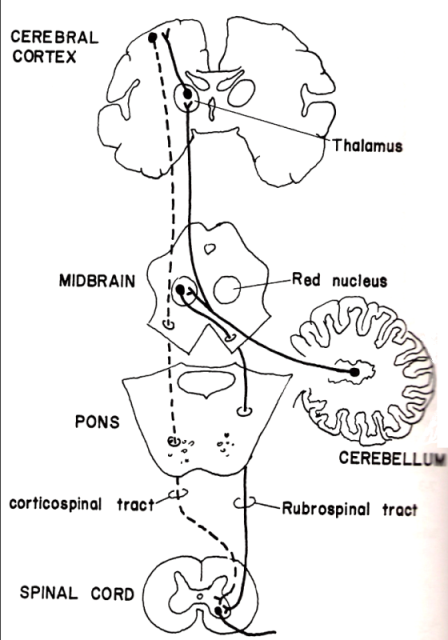 CEREBRAL
CORTEX
Thalamus
MIDBRAIN
Red nucleus
PONS
CEREBELLUM
corticospinal tract
Rubrospinal tract
SPINAL CORD